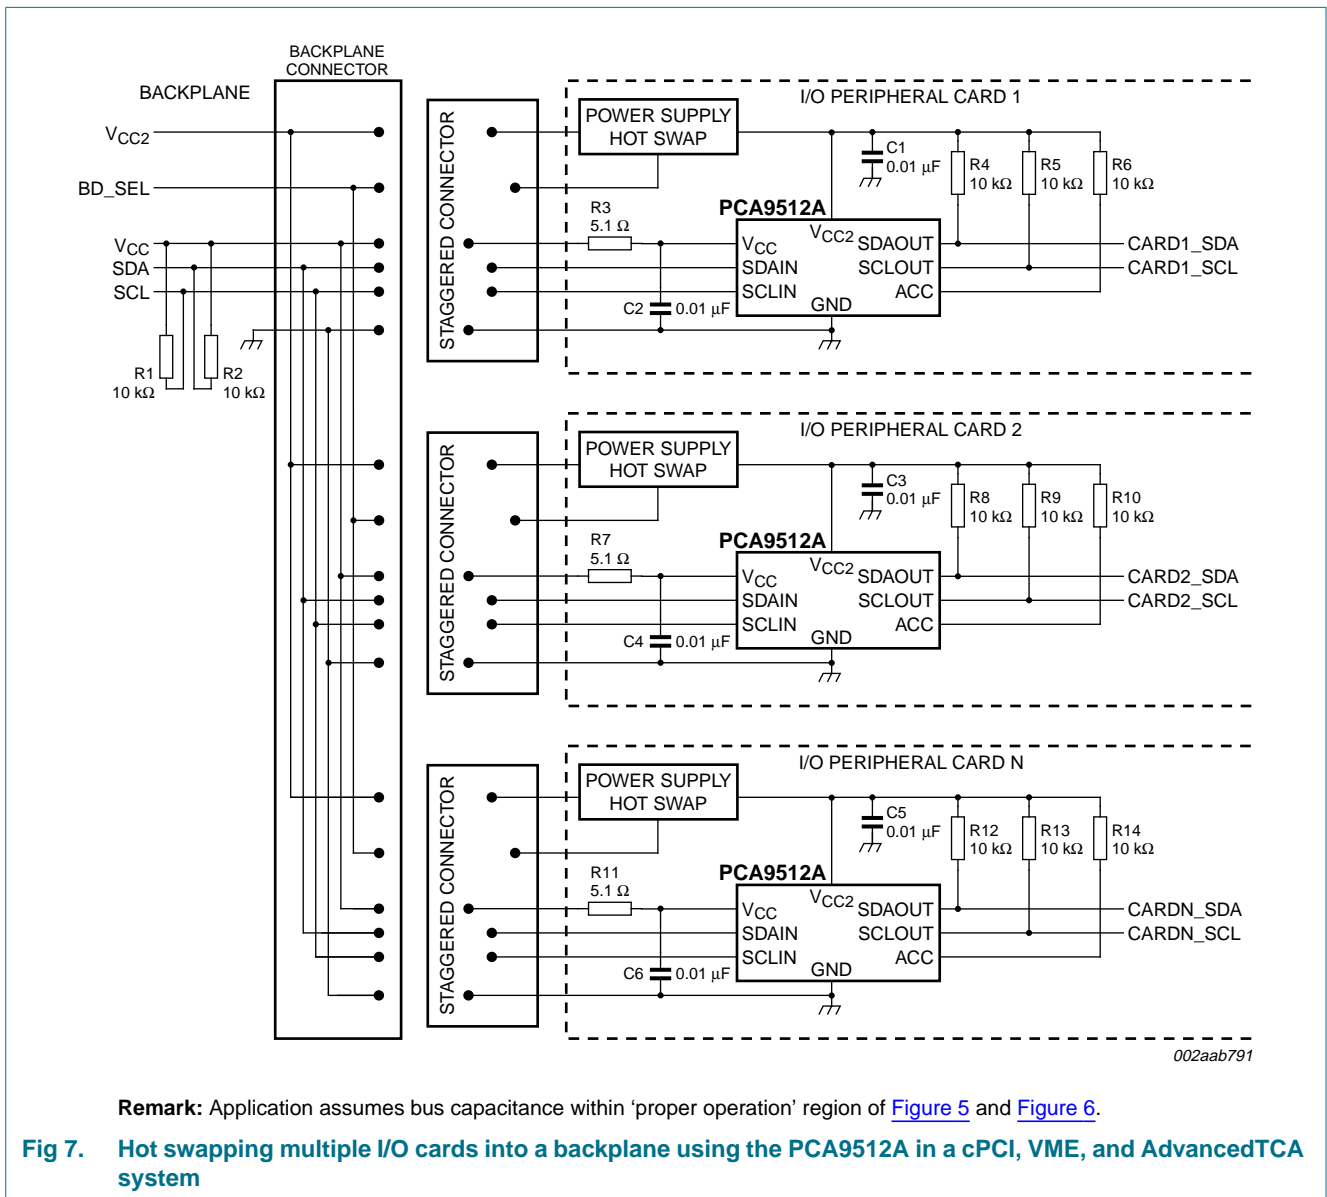 BACKPLANE
CONNECTOR
BACKPLANE
VCC2
BD_SEL
VCC
SDA
SCL
R1
10 kΩ
R2
10 kΩ
STAGGERED CONNECTOR
I/O PERIPHERAL CARD 1
POWER SUPPLY
HOT SWAP
C1
0.01 μF
R4
10 kΩ
R5
10 kΩ
R6
10 kΩ
R3
5.1 Ω
PCA9512A
VCC
VCC2
SDAOUT
SDAIN
SCLOUT
SCLIN
ACC
GND
C2
0.01 μF
CARD1_SDA
CARD1_SCL
STAGGERED CONNECTOR
I/O PERIPHERAL CARD 2
POWER SUPPLY
HOT SWAP
C3
0.01 μF
R8
10 kΩ
R9
10 kΩ
R10
10 kΩ
R7
5.1 Ω
PCA9512A
VCC
VCC2
SDAOUT
SDAIN
SCLOUT
SCLIN
ACC
GND
C4
0.01 μF
CARD2_SDA
CARD2_SCL
STAGGERED CONNECTOR
I/O PERIPHERAL CARD N
POWER SUPPLY
HOT SWAP
C5
0.01 μF
R12
10 kΩ
R13
10 kΩ
R14
10 kΩ
R11
5.1 Ω
PCA9512A
VCC
VCC2
SDAOUT
SDAIN
SCLOUT
SCLIN
ACC
GND
C6
0.01 μF
CARDN_SDA
CARDN_SCL
002aab791
Remark: Application assumes bus capacitance within ‘proper operation’ region of Figure 5 and Figure 6.
Fig 7. Hot swapping multiple I/O cards into a backplane using the PCA9512A in a cPCI, VME, and AdvancedTCA
system